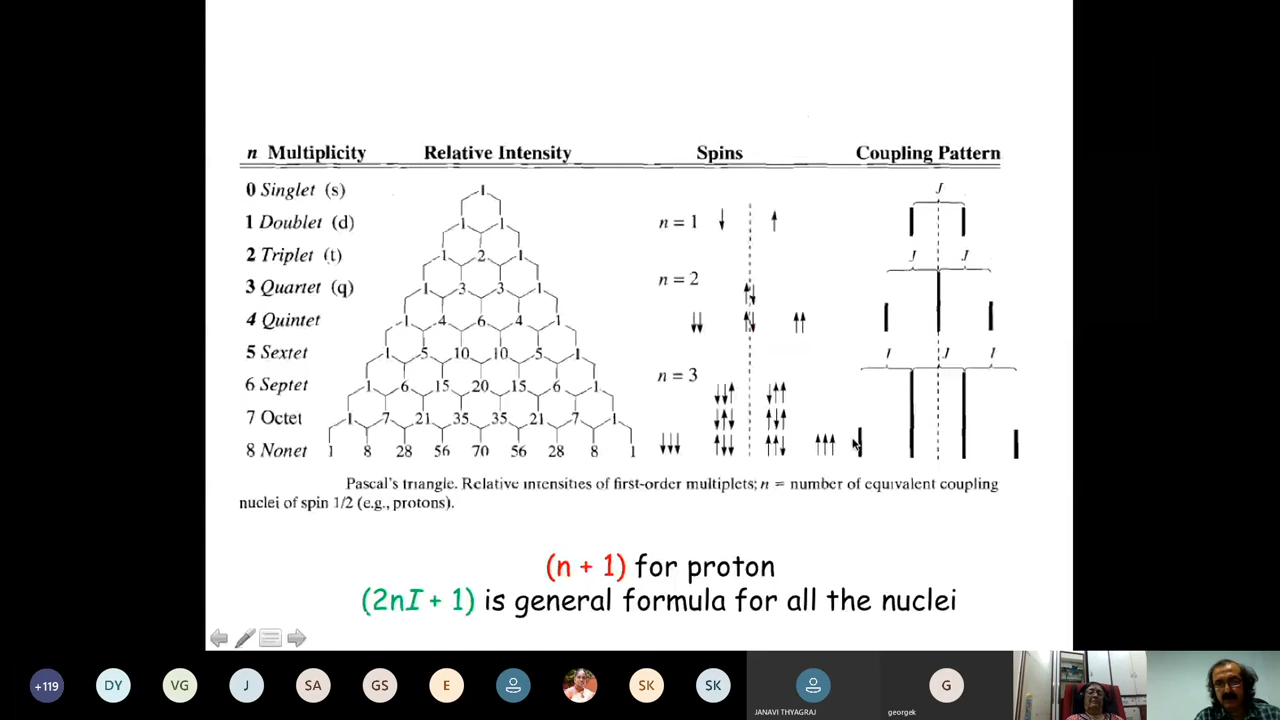 n Multiplicity Relative Intensity Spins Coupling Pattern
0 Singlet (s) 1 J
1 Doublet (d) 1 1 n = 1
2 Triplet (t) 1 2 1 J J
n = 2
3 Quartet (q) 1 3 3 1
4 Quintet 1 4 6 4 1
5 Sextet 1 5 10 10 5 1 J J J
n = 3
6 Septet 1 6 15 20 15 6 1
7 Octet 1 7 21 35 35 21 7 1
8 Nonet 1 8 28 56 70 56 28 8 1
Pascal's triangle. Relative intensities of first-order multiplets; n = number of equivalent coupling
nuclei of spin 1/2 (e.g., protons).
(n + 1) for proton
(2nI + 1) is general formula for all the nuclei
+119 DY VG J SA GS E SK SK G
JANAVI THYAGRAJ georgek